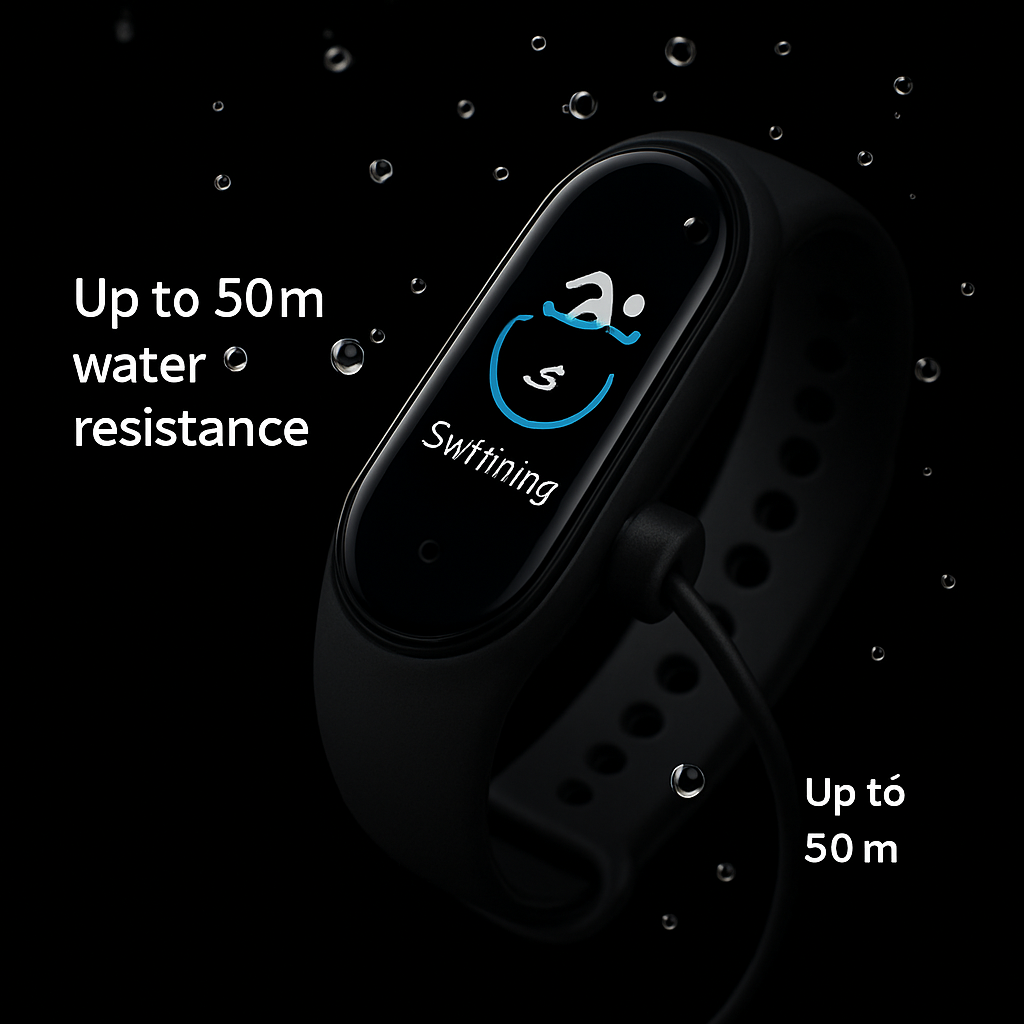 Up to 50m
water
resistance
s
Swftining
Up tó
50 m